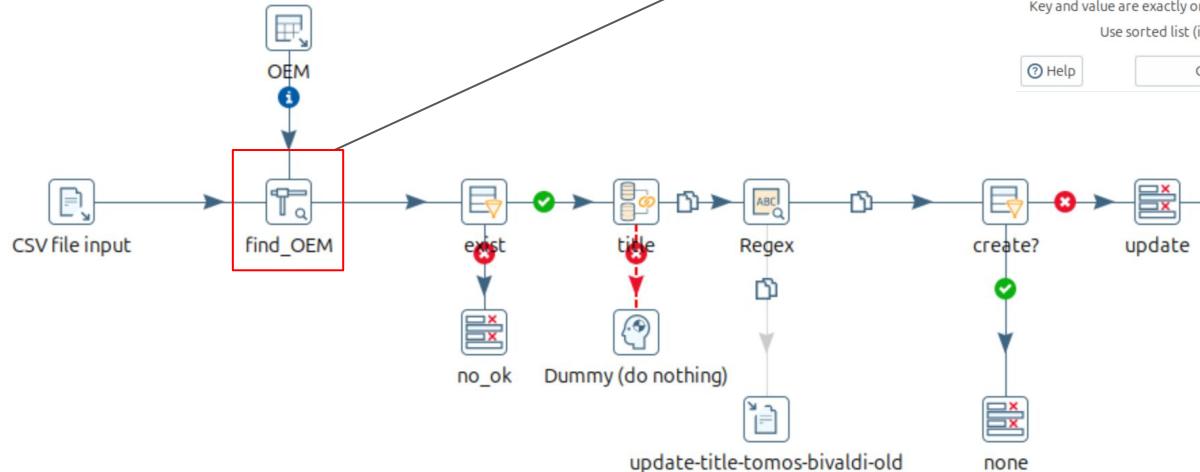 Key and value are exactly o
Use sorted list (i
Help
OEM
CSV file input
find_OEM
exist
title
ABC
Regex
create?
update
no_ok
Dummy (do nothing)
update-title-tomos-bivaldi-old
none